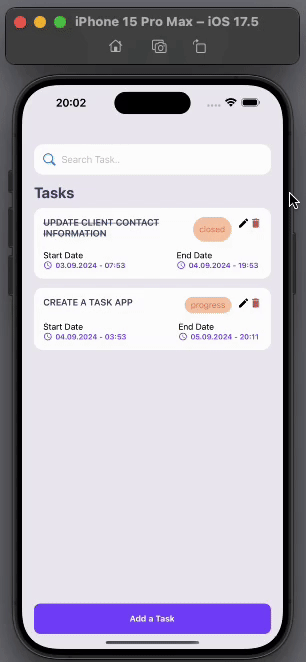 iPhone 15 Pro Max – iOS 17.5
20:02
Search Task..
Tasks
UPDATE CLIENT CONTACT
INFORMATION
closed
Start Date
End Date
03.09.2024 - 07:53
04.09.2024 - 19:53
CREATE A TASK APP
progress
Start Date
End Date
04.09.2024 - 03:53
05.09.2024 - 20:11
Add a Task